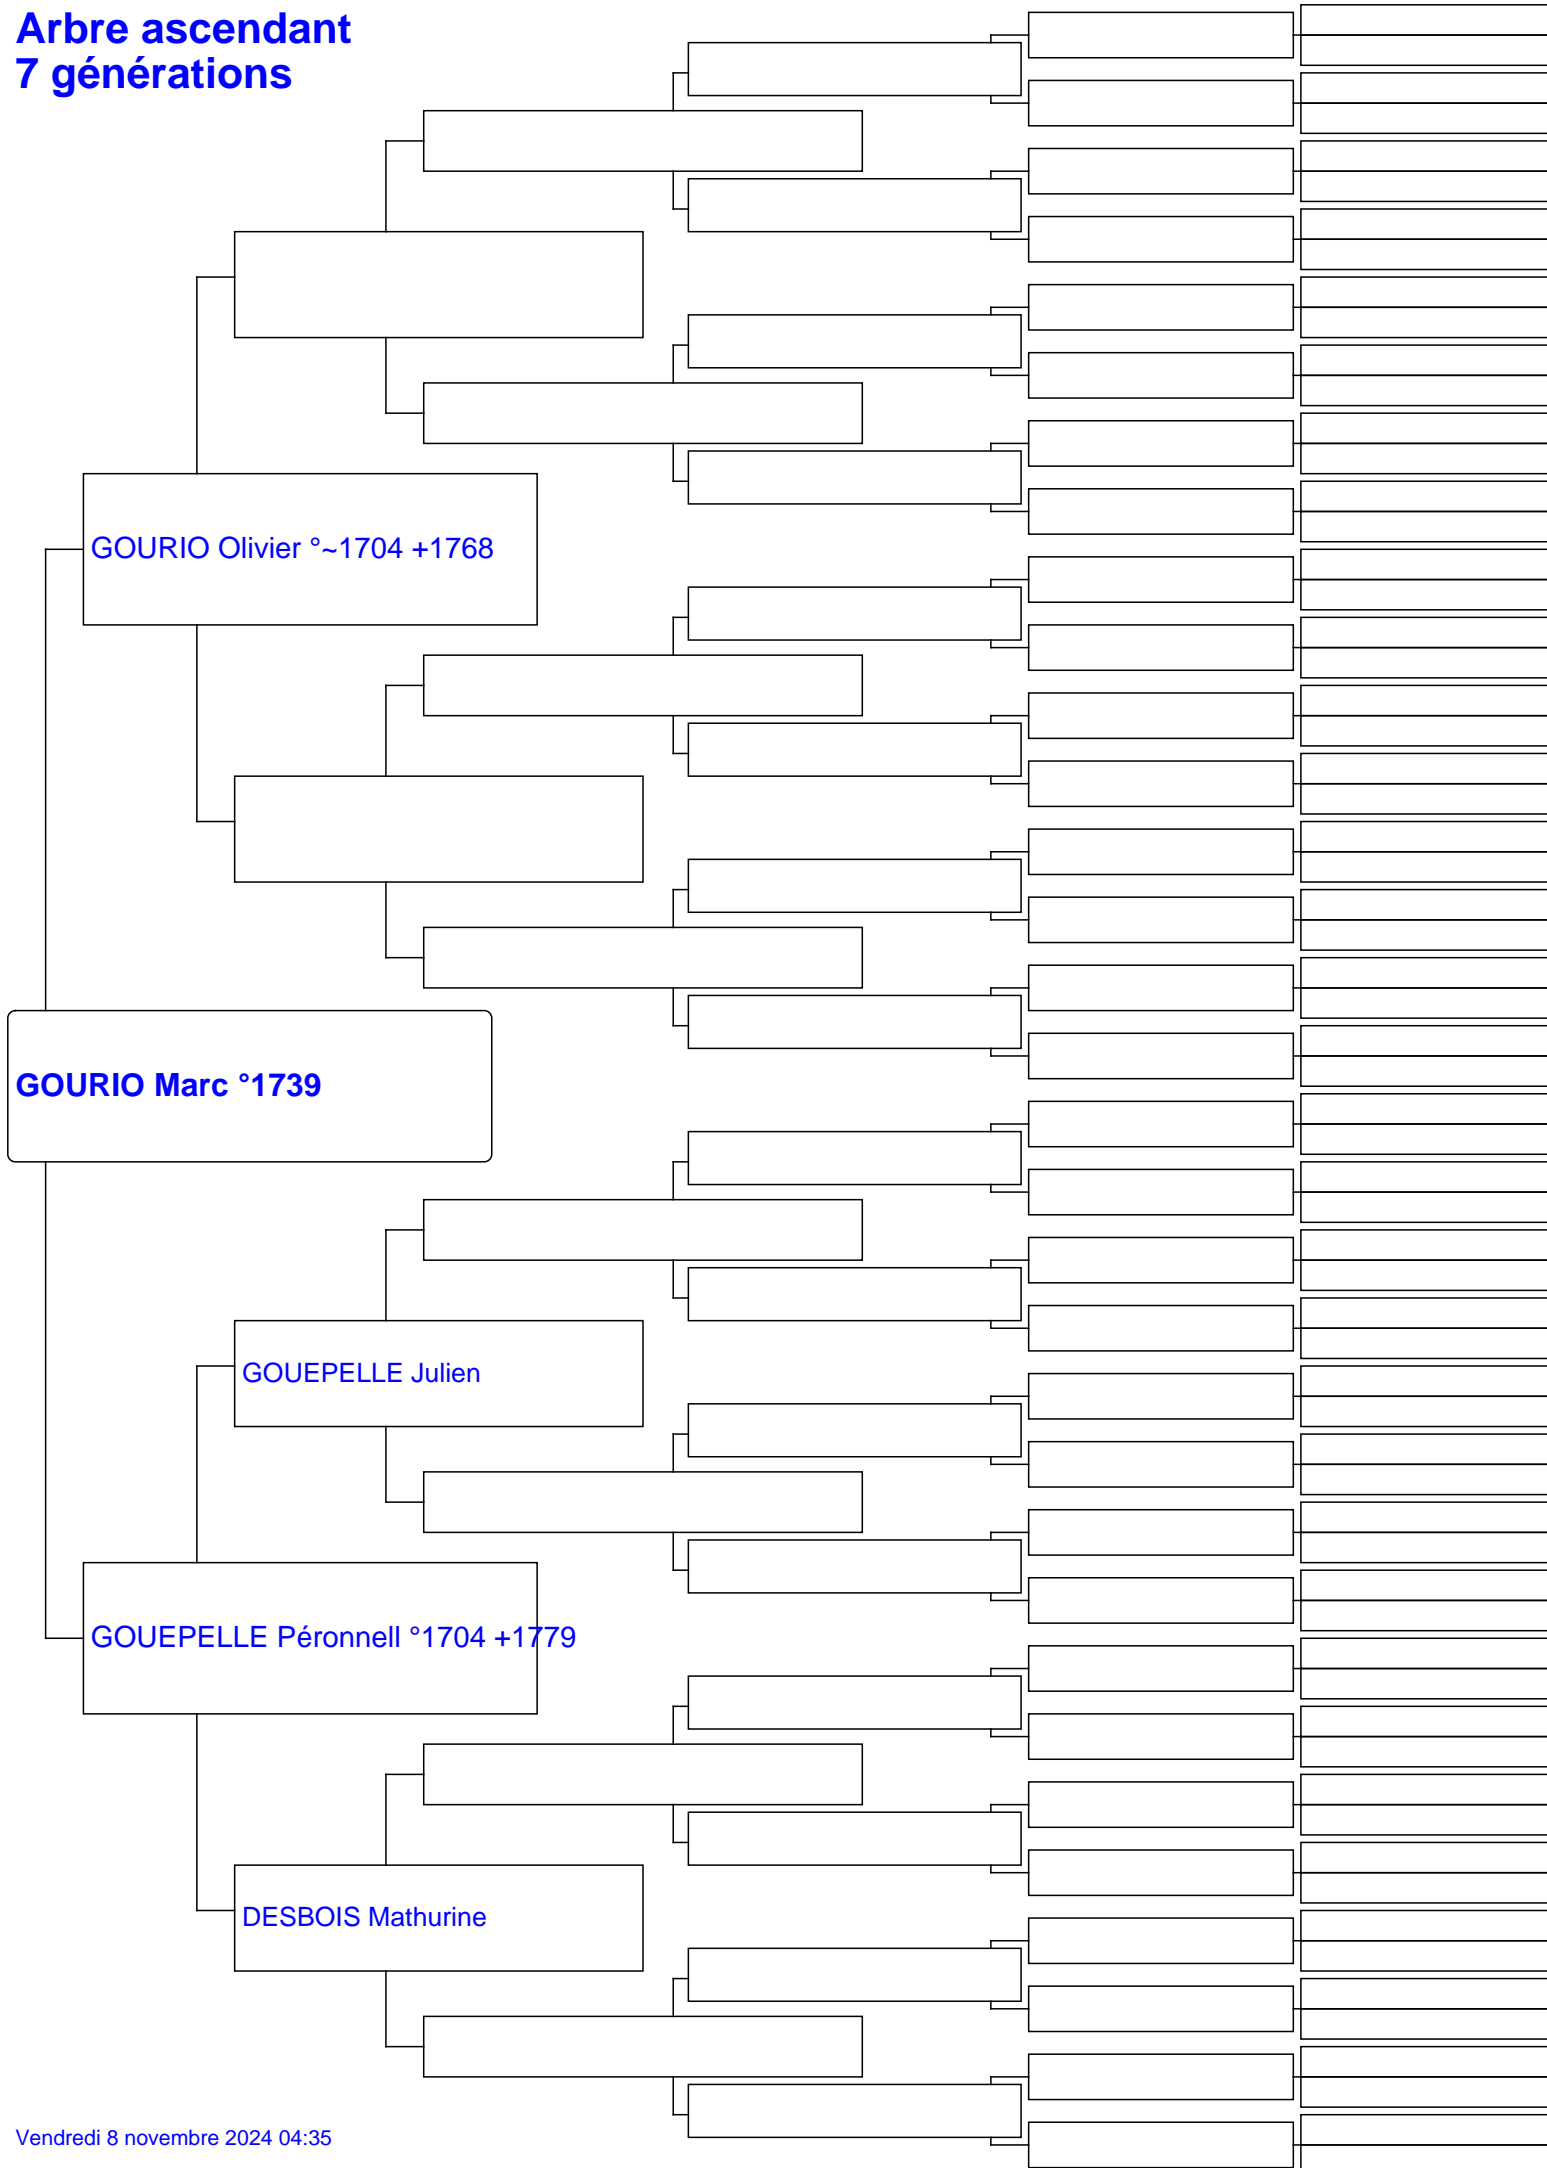 Arbre ascendant
7 générations
GOURIO Olivier °~1704 +1768
GOURIO Marc °1739
GOUEPELLE Julien
GOUEPELLE Péronnell °1704 +1779
DESBOIS Mathurine
Vendredi 8 novembre 2024 04:35